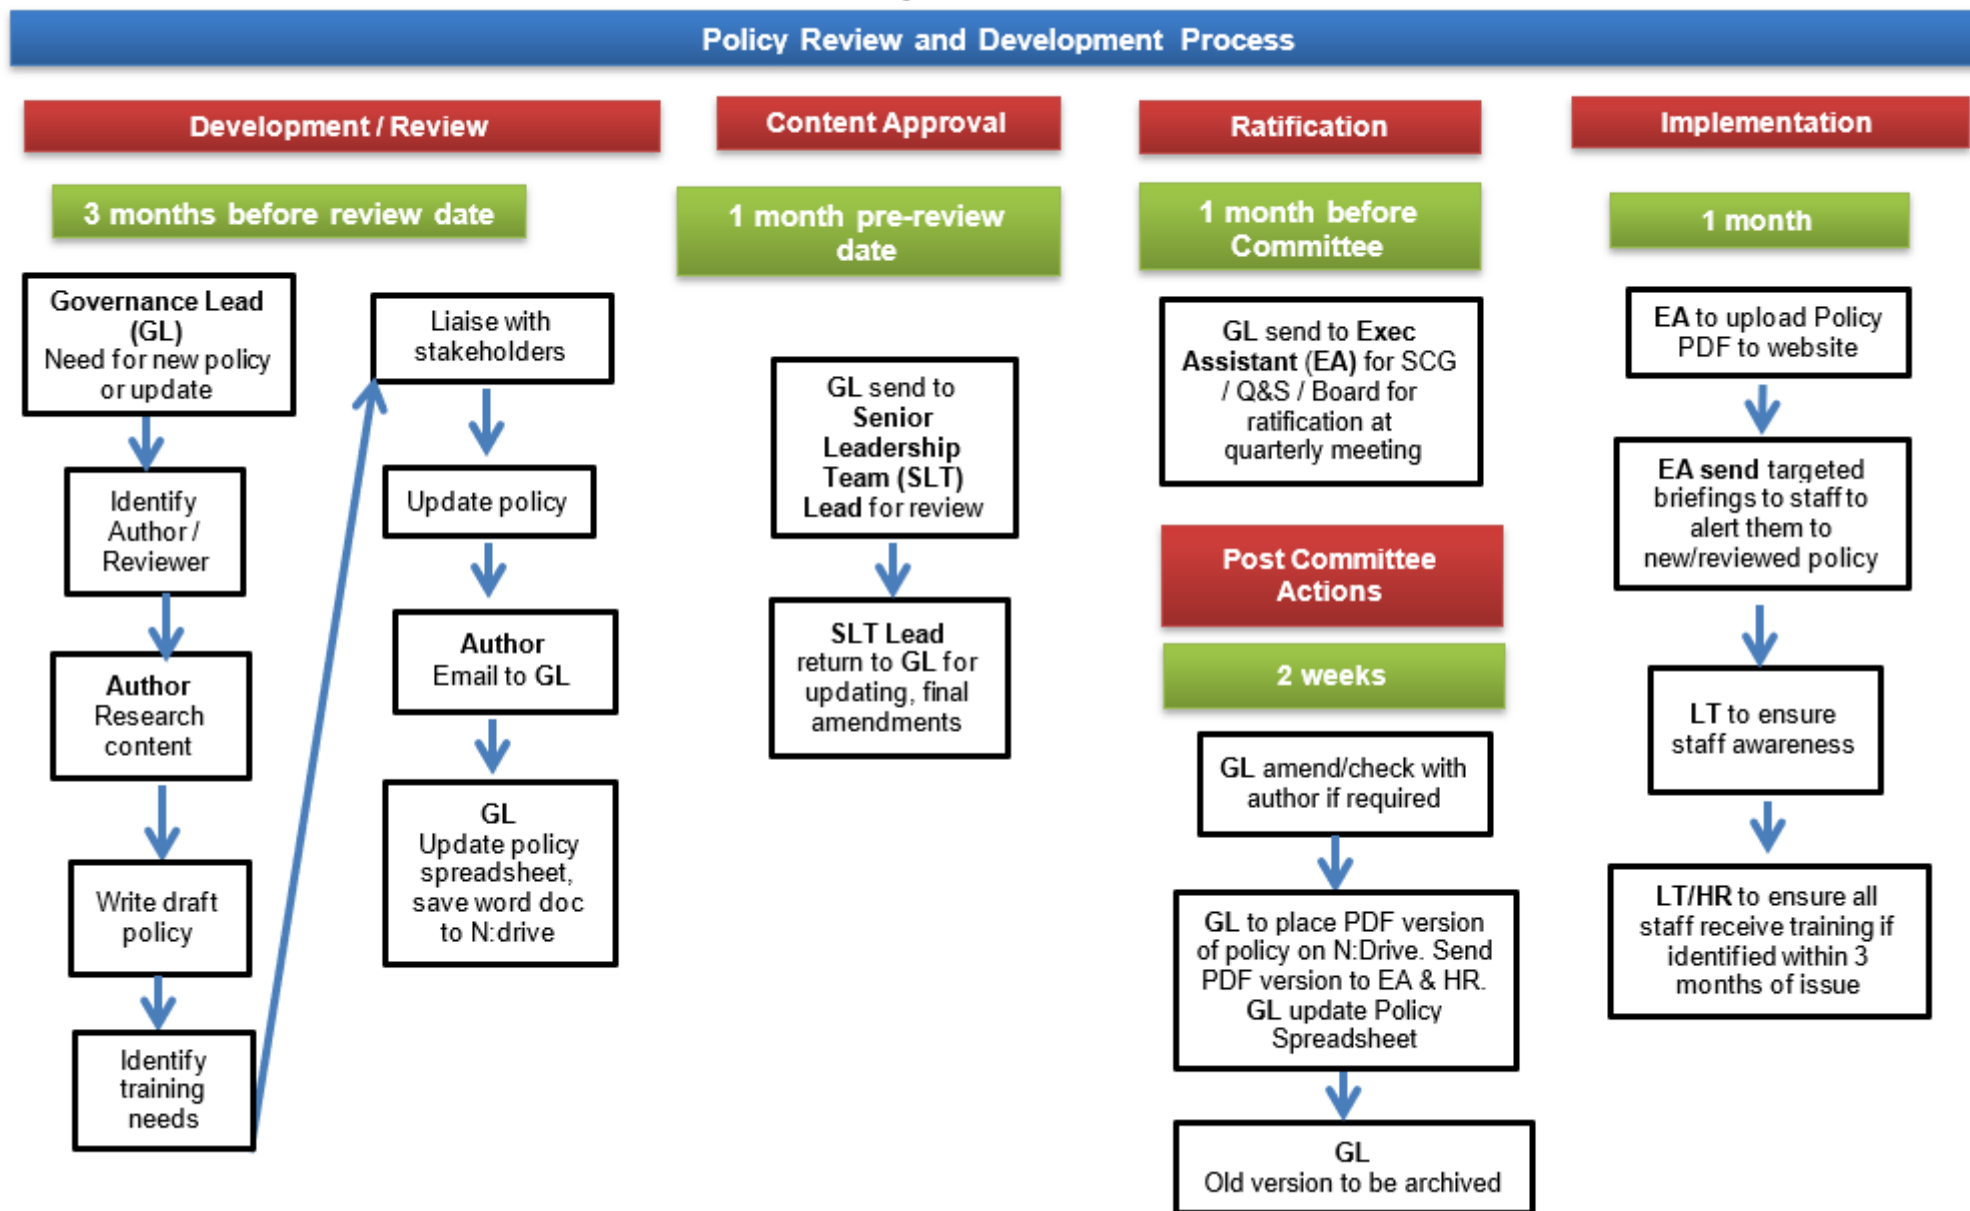 Policy Review and Development Process
Development / Review
3 months before review date
Governance Lead
(GL)
Need for new policy
or update
Identify
Author /
Reviewer
Author
Research
content
Write draft
policy
Identify
training
needs
Liaise with
stakeholders
Update policy
Author
Email to GL
GL
Update policy
spreadsheet,
save word doc
to N:drive
Content Approval
1 month pre-review
date
GL send to
Senior
Leadership
Team (SLT)
Lead for review
SLT Lead
return to GL for
updating, final
amendments
Ratification
1 month before
Committee
GL send to Exec
Assistant (EA) for SCG
/ Q&S / Board for
ratification at
quarterly meeting
Post Committee
Actions
2 weeks
GL amend/check with
author if required
GL to place PDF version
of policy on N:Drive. Send
PDF version to EA & HR.
GL update Policy
Spreadsheet
GL
Old version to be archived
Implementation
1 month
EA to upload Policy
PDF to website
EA send targeted
briefings to staff to
alert them to
new/reviewed policy
LT to ensure
staff awareness
LT/HR to ensure all
staff receive training if
identified within 3
months of issue